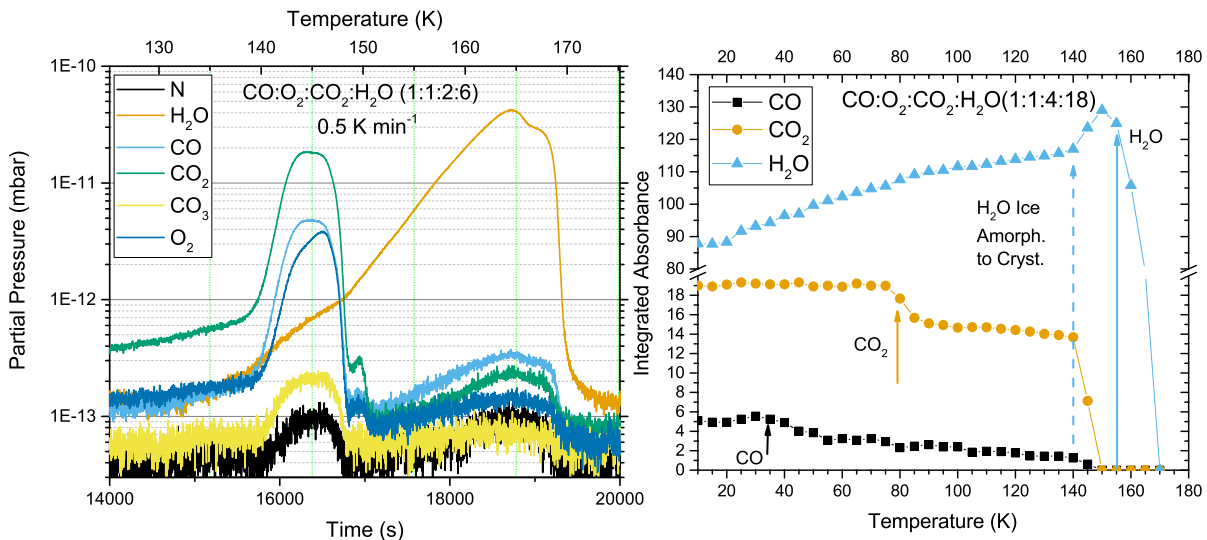 Temperature (K)
130 140 150 160 170
1E-10
1E-11
1E-12
1E-13
Partial Pressure (mbar)
N
H₂O
CO
CO₂
CO₃
O₂
CO:O₂:CO₂:H₂O (1:1:2:6)
0.5 K min⁻¹
14000 16000 18000 20000
Time (s)
20 40 60 80 100 120 140 160 180
140
130
120
110
100
90
80
18
16
14
12
10
8
6
4
2
0
Integrated Absorbance
CO
CO₂
H₂O
CO:O₂:CO₂:H₂O(1:1:4:18)
H₂O
H₂O Ice
Amorph.
to Cryst.
CO₂
CO
20 40 60 80 100 120 140 160 180
Temperature (K)